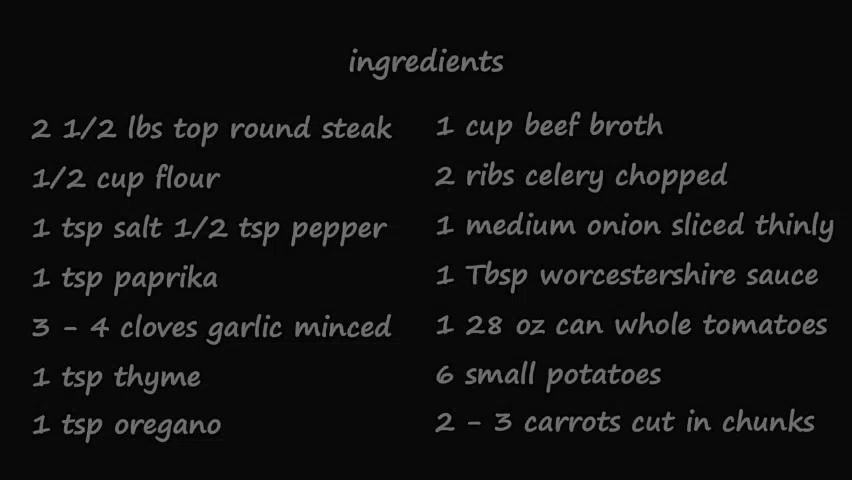 ingredients
2 1/2 lbs top round steak
1/2 cup flour
1 tsp salt 1/2 tsp pepper
1 tsp paprika
3 - 4 cloves garlic minced
1 tsp thyme
1 tsp oregano
1 cup beef broth
2 ribs celery chopped
1 medium onion sliced thinly
1 Tbsp worcestershire sauce
1 28 oz can whole tomatoes
6 small potatoes
2 - 3 carrots cut in chunks